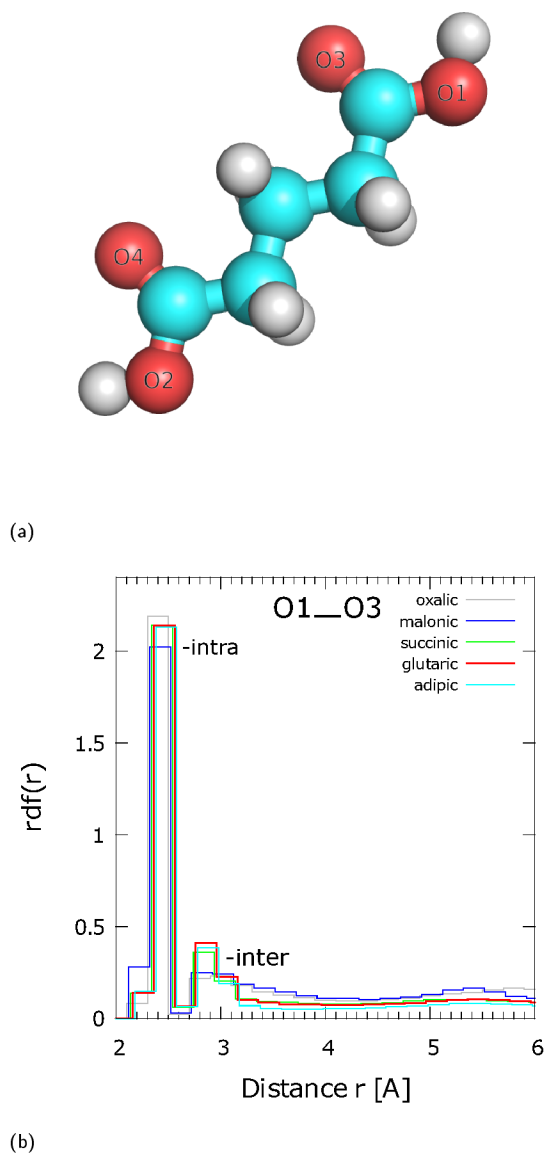 O3
O1
O4
O2
(a)
O1__O3
oxalic
malonic
succinic
glutaric
adipic
-intra
-inter
rdf(r)
2
1.5
1
0.5
0
2 3 4 5 6
Distance r [A]
(b)